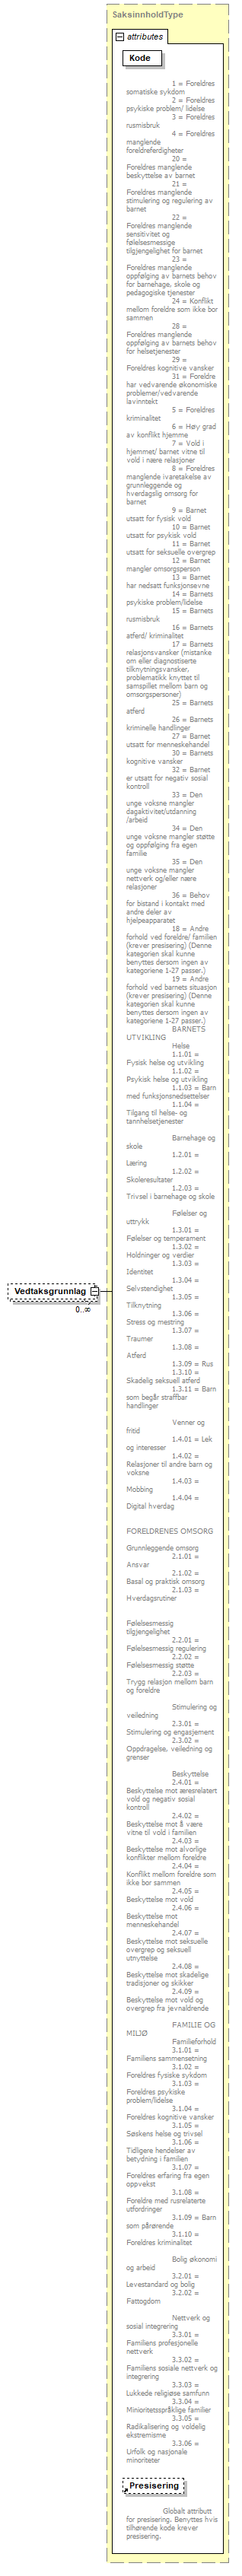 SaksinnholdType
attributes
Kode
1 = Foreldres
somatiske sykdom
2 = Foreldres
psykiske problem/ lidelse
3 = Foreldres
rusmisbruk
4 = Foreldres
manglende
foreldreferdigheter
20 =
Foreldres manglende
beskyttelse av barnet
21 =
Foreldres manglende
stimulering og regulering av
barnet
22 =
Foreldres manglende
sensitivitet og
følelsesmessige
tilgjengelighet for barnet
23 =
Foreldres manglende
oppfølging av barnets behov
for barnehage, skole og
pedagogiske tjenester
24 = Konflikt
mellom foreldre som ikke bor
sammen
28 =
Foreldres manglende
oppfølging av barnets behov
for helsetjenester
29 =
Foreldres kognitive vansker
31 = Foreldre
har vedvarende økonomiske
problemer/vedvarende
lavinntekt
5 = Foreldres
kriminalitet
6 = Høy grad
av konflikt hjemme
7 = Vold i
hjemmet/ barnet vitne til
vold i nære relasjoner
8 = Foreldres
manglende ivaretakelse av
grunnleggende og
hverdagslig omsorg for
barnet
9 = Barnet
utsatt for fysisk vold
10 = Barnet
utsatt for psykisk vold
11 = Barnet
utsatt for seksuelle overgrep
12 = Barnet
mangler omsorgsperson
13 = Barnet
har nedsatt funksjonsevne
14 = Barnets
psykiske problem/lidelse
15 = Barnets
rusmisbruk
16 = Barnets
atferd/ kriminalitet
17 = Barnets
relasjonsvansker (mistanke
om eller diagnostiserte
tilknytningsvansker,
problematikk knyttet til
samspillet mellom barn og
omsorgspersoner)
25 = Barnets
atferd
26 = Barnets
kriminelle handlinger
27 = Barnet
utsatt for menneskehandel
30 = Barnets
kognitive vansker
32 = Barnet
er utsatt for negativ sosial
kontroll
33 = Den
unge voksne mangler
dagaktivitet/utdanning
/arbeid
34 = Den
unge voksne mangler støtte
og oppfølging fra egen
familie
35 = Den
unge voksne mangler
nettverk og/eller nære
relasjoner
36 = Behov
for bistand i kontakt med
andre deler av
hjelpeapparatet
18 = Andre
forhold ved foreldre/ familien
(krever presisering) (Denne
kategorien skal kunne
benyttes dersom ingen av
kategoriene 1-27 passer.)
19 = Andre
forhold ved barnets situasjon
(krever presisering) (Denne
kategorien skal kunne
benyttes dersom ingen av
kategoriene 1-27 passer.)
BARNETS
UTVIKLING
Helse
1.1.01 =
Fysisk helse og utvikling
1.1.02 =
Psykisk helse og utvikling
1.1.03 = Barn
med funksjonsnedsettelser
1.1.04 =
Tilgang til helse- og
tannhelsetjenester
Barnehage og
skole
1.2.01 =
Læring
1.2.02 =
Skoleresultater
1.2.03 =
Trivsel i barnehage og skole
Følelser og
uttrykk
1.3.01 =
Følelser og temperament
1.3.02 =
Holdninger og verdier
1.3.03 =
Identitet
1.3.04 =
Selvstendighet
1.3.05 =
Tilknytning
1.3.06 =
Stress og mestring
1.3.07 =
Traumer
1.3.08 =
Atferd
1.3.09 = Rus
1.3.10 =
Skadelig seksuell atferd
1.3.11 = Barn
som begår straffbar
handlinger
Venner og
fritid
1.4.01 = Lek
og interesser
1.4.02 =
Relasjoner til andre barn og
voksne
1.4.03 =
Mobbing
1.4.04 =
Digital hverdag
FORELDRENES OMSORG
Grunnleggende omsorg
2.1.01 =
Ansvar
2.1.02 =
Basal og praktisk omsorg
2.1.03 =
Hverdagsrutiner
Følelsesmessig
tilgjengelighet
2.2.01 =
Følelsesmessig regulering
2.2.02 =
Følelsesmessig støtte
2.2.03 =
Trygg relasjon mellom barn
og foreldre
Stimulering og
veiledning
2.3.01 =
Stimulering og engasjement
2.3.02 =
Oppdragelse, veiledning og
grenser
Beskyttelse
2.4.01 =
Beskyttelse mot æresrelatert
vold og negativ sosial
kontroll
2.4.02 =
Beskyttelse mot å være
vitne til vold i familien
2.4.03 =
Beskyttelse mot alvorlige
konflikter mellom foreldre
2.4.04 =
Konflikt mellom foreldre som
ikke bor sammen
2.4.05 =
Beskyttelse mot vold
2.4.06 =
Beskyttelse mot
menneskehandel
2.4.07 =
Beskyttelse mot seksuelle
overgrep og seksuell
utnyttelse
2.4.08 =
Beskyttelse mot skadelige
tradisjoner og skikker
2.4.09 =
Beskyttelse mot vold og
overgrep fra jevnaldrende
FAMILIE OG
MILJØ
Familieforhold
3.1.01 =
Familiens sammensetning
3.1.02 =
Foreldres fysiske sykdom
3.1.03 =
Foreldres psykiske
problem/lidelse
3.1.04 =
Foreldres kognitive vansker
3.1.05 =
Søskens helse og trivsel
3.1.06 =
Tidligere hendelser av
betydning i familien
3.1.07 =
Foreldres erfaring fra egen
oppvekst
3.1.08 =
Foreldre med rusrelaterte
utfordringer
3.1.09 = Barn
som pårørende
3.1.10 =
Foreldres kriminalitet
Bolig økonomi
og arbeid
3.2.01 =
Levestandard og bolig
3.2.02 =
Fattogdom
Nettverk og
sosial integrering
3.3.01 =
Familiens profesjonelle
nettverk
3.3.02 =
Familiens sosiale nettverk og
integrering
3.3.03 =
Lukkede religiøse samfunn
3.3.04 =
Minioritetsspråklige familier
3.3.05 =
Radikalisering og voldelig
ekstremisme
3.3.06 =
Urfolk og nasjonale
minoriteter
Vedtaksgrunnlag
0..∞
Presisering
Globalt attributt
for presisering. Benyttes hvis
tilhørende kode krever
presisering.